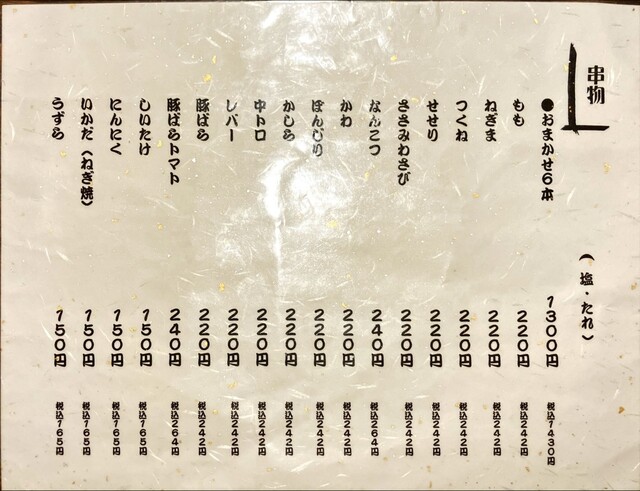 串物
(塩・たれ)
●おまかせ6本 1300円 税込1430円
もも 220円 税込242円
ねぎま 220円 税込242円
つくね 220円 税込242円
せせり 220円 税込242円
ささみわさび 220円 税込242円
なんこつ 240円 税込264円
かわ 220円 税込242円
ぼんじり 220円 税込242円
かしら 220円 税込242円
中トロ 220円 税込242円
レバー 220円 税込242円
豚ばら 220円 税込242円
豚ばらトマト 240円 税込264円
しいたけ 150円 税込165円
にんにく 150円 税込165円
いかだ(ねぎ焼) 150円 税込165円
うずら 150円 税込165円